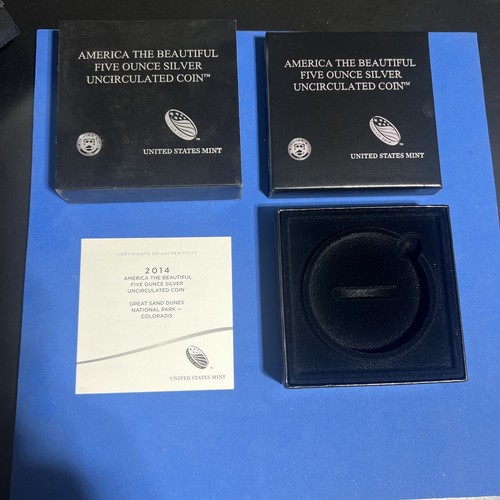 AMERICA THE BEAUTIFUL
FIVE OUNCE SILVER
UNCIRCULATED COIN™
UNITED STATES MINT
AMERICA THE BEAUTIFUL
FIVE OUNCE SILVER
UNCIRCULATED COIN™
UNITED STATES MINT
CERTIFICATE OF AUTHENTICITY
2014
AMERICA THE BEAUTIFUL
FIVE OUNCE SILVER
UNCIRCULATED COIN™
GREAT SAND DUNES
NATIONAL PARK —
COLORADO
UNITED STATES MINT